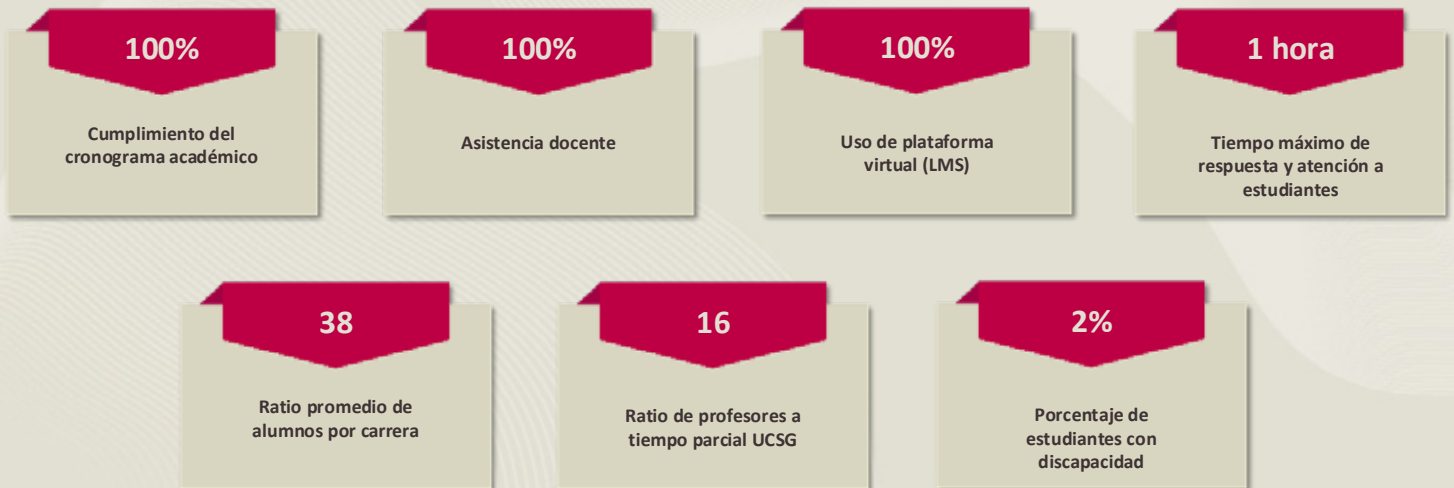 100%
Cumplimiento del
cronograma académico
100%
Asistencia docente
100%
Uso de plataforma
virtual (LMS)
1 hora
Tiempo máximo de
respuesta y atención a
estudiantes
38
Ratio promedio de
alumnos por carrera
16
Ratio de profesores a
tiempo parcial UCSG
2%
Porcentaje de
estudiantes con
discapacidad